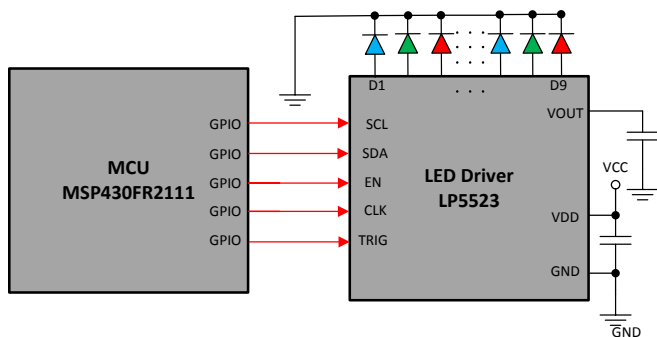 D1
. . .
D9
GPIO
GPIO
GPIO
GPIO
GPIO
MCU
MSP430FR2111
SCL
SDA
EN
CLK
TRIG
LED Driver
LP5523
VOUT
VDD
GND
VCC
GND